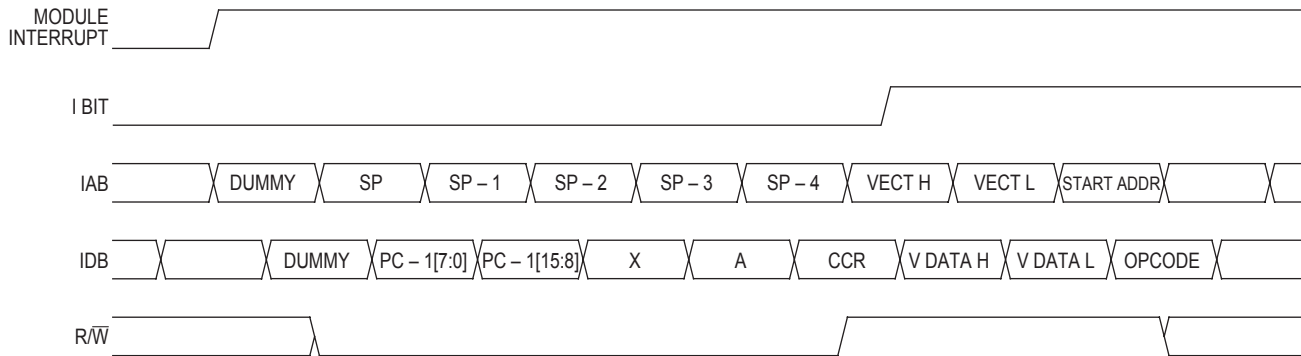 MODULE
INTERRUPT
I BIT
IAB DUMMY SP SP – 1 SP – 2 SP – 3 SP – 4 VECT H VECT L START ADDR
IDB DUMMY PC – 1[7:0] PC – 1[15:8] X A CCR V DATA H V DATA L OPCODE
R/W̅